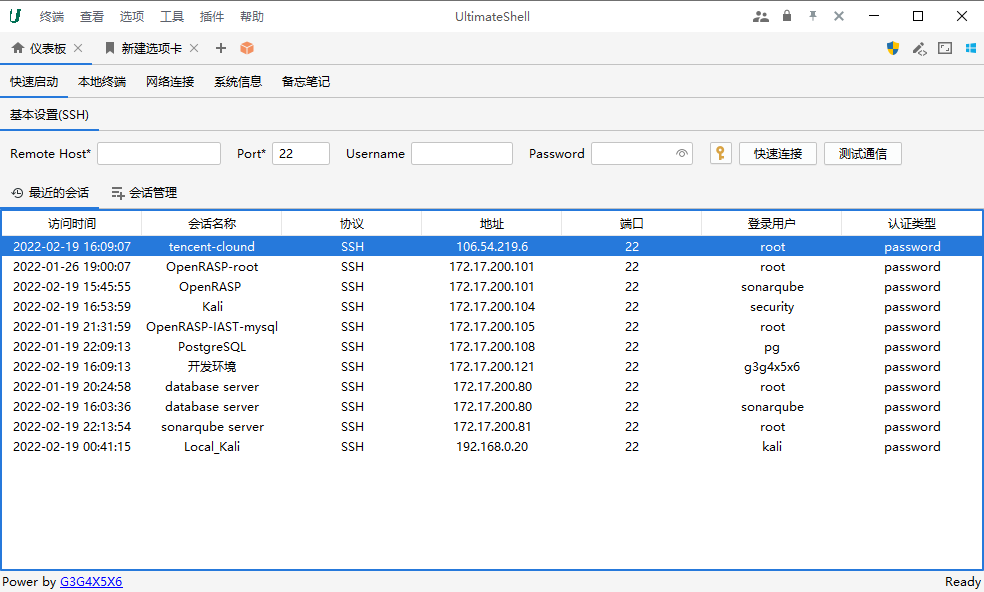 终端 查看 选项 工具 插件 帮助 UltimateShell
仪表板 新建选项卡
快速启动 本地终端 网络连接 系统信息 备忘笔记
基本设置(SSH)
Remote Host* Port* 22 Username Password 快速连接 测试通信
最近的会话 会话管理
访问时间 会话名称 协议 地址 端口 登录用户 认证类型
2022-02-19 16:09:07 tencent-clound SSH 106.54.219.6 22 root password
2022-01-26 19:00:07 OpenRASP-root SSH 172.17.200.101 22 root password
2022-02-19 15:45:55 OpenRASP SSH 172.17.200.101 22 sonarqube password
2022-02-19 16:53:59 Kali SSH 172.17.200.104 22 security password
2022-01-19 21:31:59 OpenRASP-IAST-mysql SSH 172.17.200.105 22 root password
2022-01-19 22:09:13 PostgreSQL SSH 172.17.200.108 22 pg password
2022-02-19 16:09:13 开发环境 SSH 172.17.200.121 22 g3g4x5x6 password
2022-01-19 20:24:58 database server SSH 172.17.200.80 22 root password
2022-02-19 16:03:36 database server SSH 172.17.200.80 22 sonarqube password
2022-02-19 22:13:54 sonarqube server SSH 172.17.200.81 22 root password
2022-02-19 00:41:15 Local_Kali SSH 192.168.0.20 22 kali password
Power by G3G4X5X6 Ready